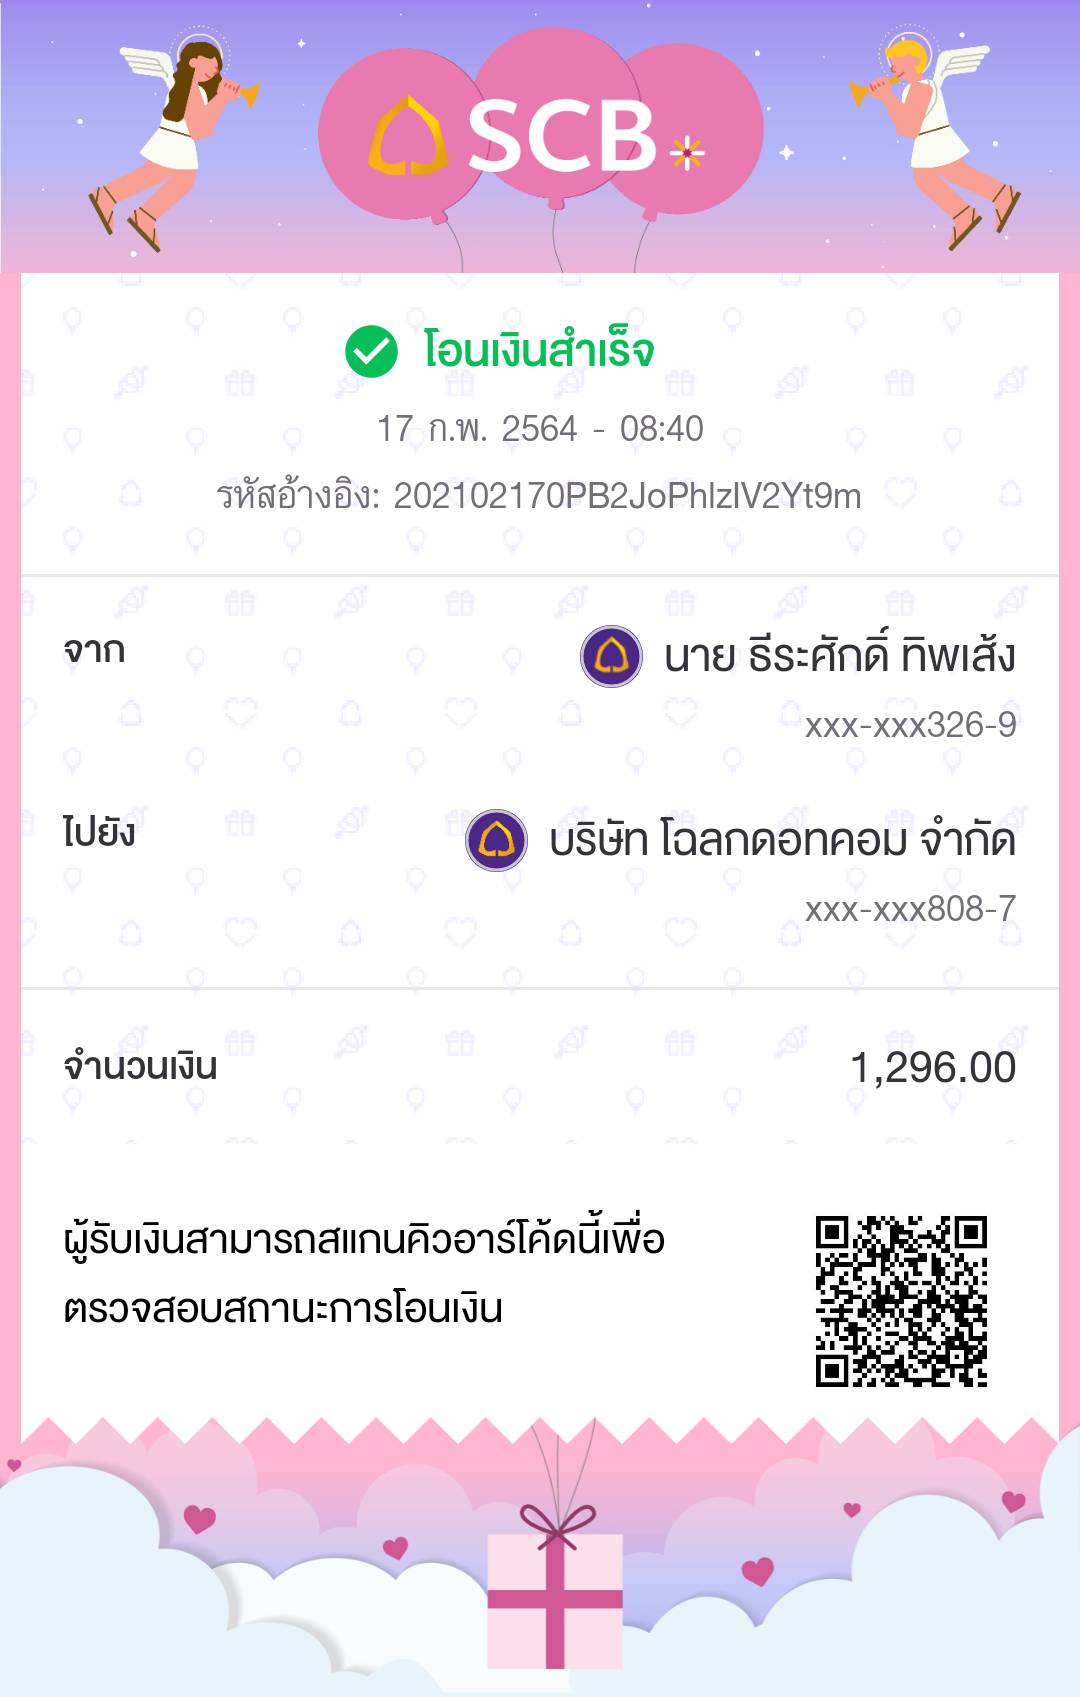 SCB
โอนเงินสำเร็จ
17 ก.พ. 2564 - 08:40
รหัสอ้างอิง: 202102170PB2JoPhlzIV2Yt9m
จาก
นาย ธีระศักดิ์ ทิพเส้ง
xxx-xxx326-9
ไปยัง
บริษัท โฉลกดอทคอม จำกัด
xxx-xxx808-7
จำนวนเงิน
1,296.00
ผู้รับเงินสามารถสแกนคิวอาร์โค้ดนี้เพื่อ
ตรวจสอบสถานะการโอนเงิน